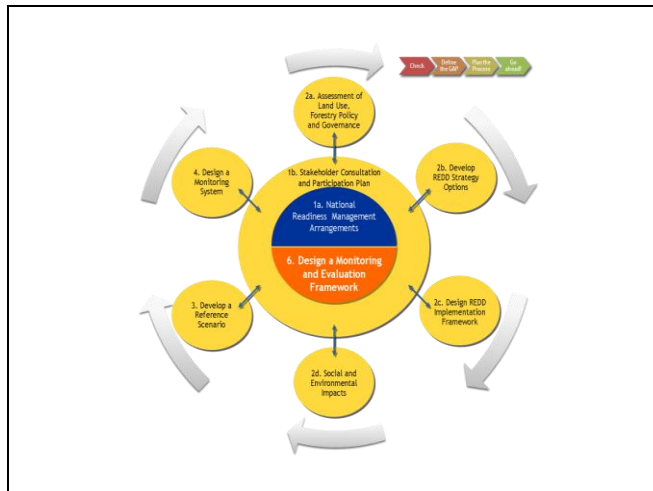 Check
Define
the GAP
Plan the
Process
Go
ahead!
2a. Assessment of
Land Use,
Forestry Policy
and Governance
1b. Stakeholder Consultation
and Participation Plan
4. Design a
Monitoring
System
2b. Develop
REDD Strategy
Options
1a. National
Readiness Management
Arrangements
6. Design a Monitoring
and Evaluation
Framework
3. Develop a
Reference
Scenario
2c. Design REDD
Implementation
Framework
2d. Social and
Environmental
Impacts